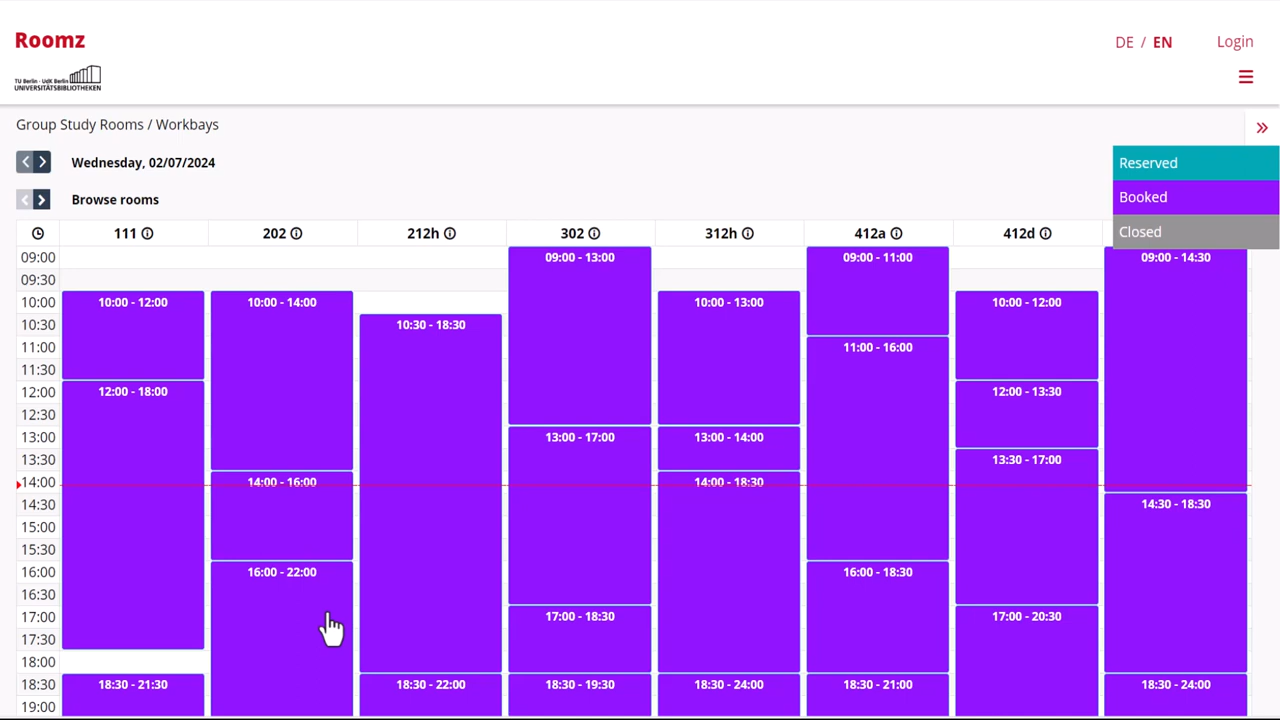 Roomz
DE / EN
Login
TU Berlin · UdK Berlin
UNIVERSITÄTSBIBLIOTHEKEN
Group Study Rooms / Workbays
Wednesday, 02/07/2024
Reserved
Booked
Closed
Browse rooms
111 202 212h 302 312h 412a 412d
09:00 09:00 - 13:00 09:00 - 11:00 09:00 - 14:30
09:30
10:00 10:00 - 12:00 10:00 - 14:00 10:00 - 13:00 10:00 - 12:00
10:30 10:30 - 18:30
11:00 11:00 - 16:00
11:30
12:00 12:00 - 18:00 12:00 - 13:30
12:30
13:00 13:00 - 17:00 13:00 - 14:00
13:30 13:30 - 17:00
14:00 14:00 - 16:00 14:00 - 18:30
14:30 14:30 - 18:30
15:00
15:30
16:00 16:00 - 22:00 16:00 - 18:30
16:30
17:00 17:00 - 18:30 17:00 - 20:30
17:30
18:00
18:30 18:30 - 21:30 18:30 - 22:00 18:30 - 19:30 18:30 - 24:00 18:30 - 21:00 18:30 - 24:00
19:00